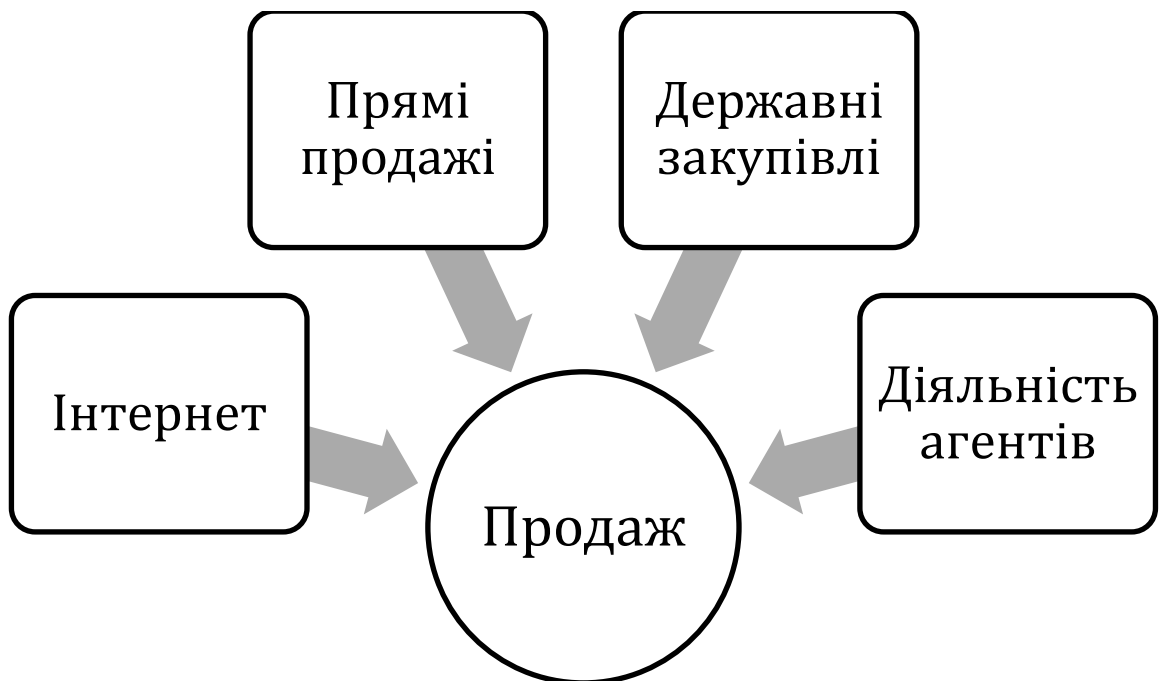 Прямі
продажі
Державні
закупівлі
Інтернет
Діяльність
агентів
Продаж